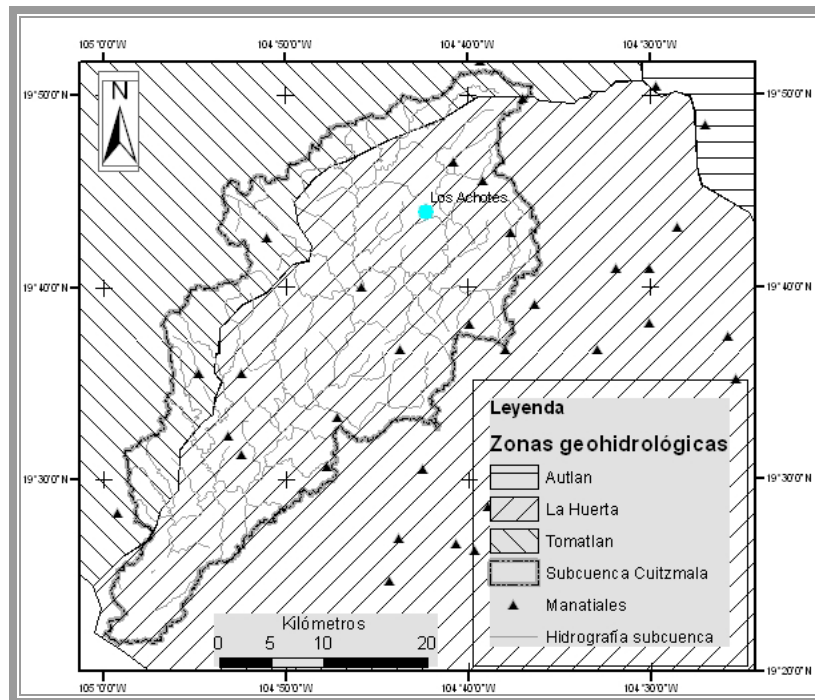 105°0'0"W 104°50'0"W 104°40'0"W 104°30'0"W
19°50'0"N 19°50'0"N
N
Los Achotes
19°40'0"N 19°40'0"N
Leyenda
Zonas geohidrológicas
Autlan
19°30'0"N 19°30'0"N
La Huerta
Tomatlan
Subcuenca Cuitzmala
Manatiales
Kilómetros
Hidrografía subcuenca
0 5 10 20
19°20'0"N
105°0'0"W 104°50'0"W 104°40'0"W 104°30'0"W